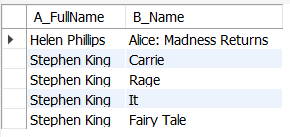 A_FullName B_Name
Helen Phillips Alice: Madness Returns
Stephen King Carrie
Stephen King Rage
Stephen King It
Stephen King Fairy Tale